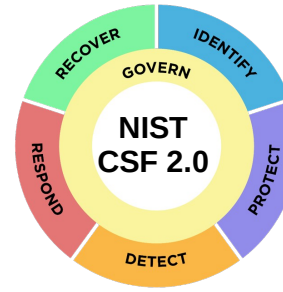 RECOVER
IDENTIFY
GOVERN
NIST
CSF 2.0
RESPOND
PROTECT
DETECT